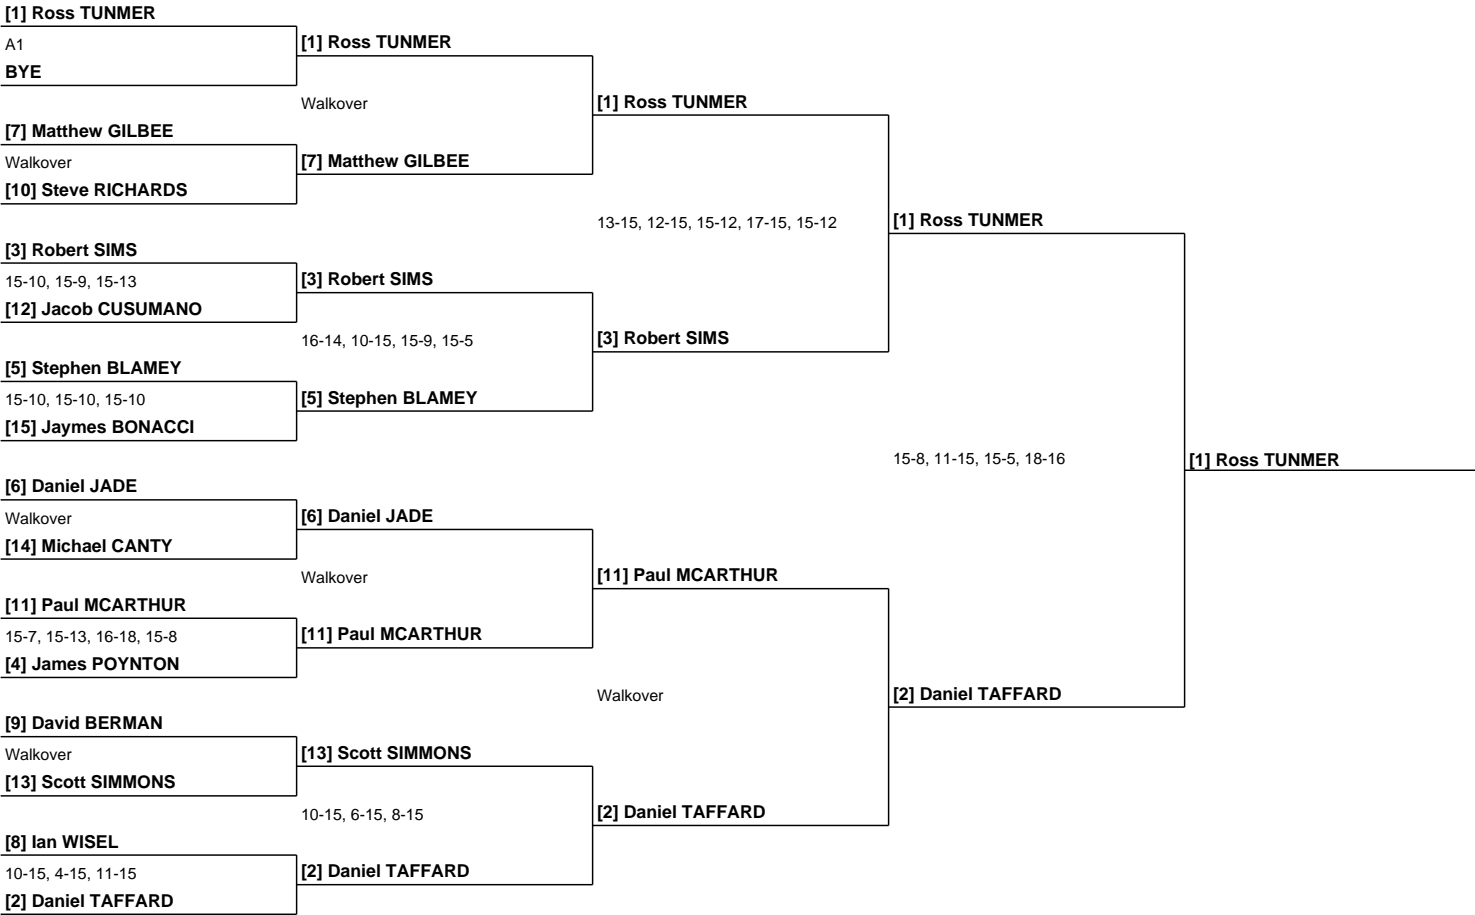 [1] Ross TUNMER
A1
BYE
[7] Matthew GILBEE
Walkover
[10] Steve RICHARDS
[3] Robert SIMS
15-10, 15-9, 15-13
[12] Jacob CUSUMANO
[5] Stephen BLAMEY
15-10, 15-10, 15-10
[15] Jaymes BONACCI
[6] Daniel JADE
Walkover
[14] Michael CANTY
[11] Paul MCARTHUR
15-7, 15-13, 16-18, 15-8
[4] James POYNTON
[9] David BERMAN
Walkover
[13] Scott SIMMONS
[8] Ian WISEL
10-15, 4-15, 11-15
[2] Daniel TAFFARD
[1] Ross TUNMER
Walkover
[7] Matthew GILBEE
[3] Robert SIMS
16-14, 10-15, 15-9, 15-5
[5] Stephen BLAMEY
[6] Daniel JADE
Walkover
[11] Paul MCARTHUR
[13] Scott SIMMONS
10-15, 6-15, 8-15
[2] Daniel TAFFARD
[1] Ross TUNMER
13-15, 12-15, 15-12, 17-15, 15-12
[3] Robert SIMS
[11] Paul MCARTHUR
Walkover
[2] Daniel TAFFARD
[1] Ross TUNMER
15-8, 11-15, 15-5, 18-16
[2] Daniel TAFFARD
[1] Ross TUNMER